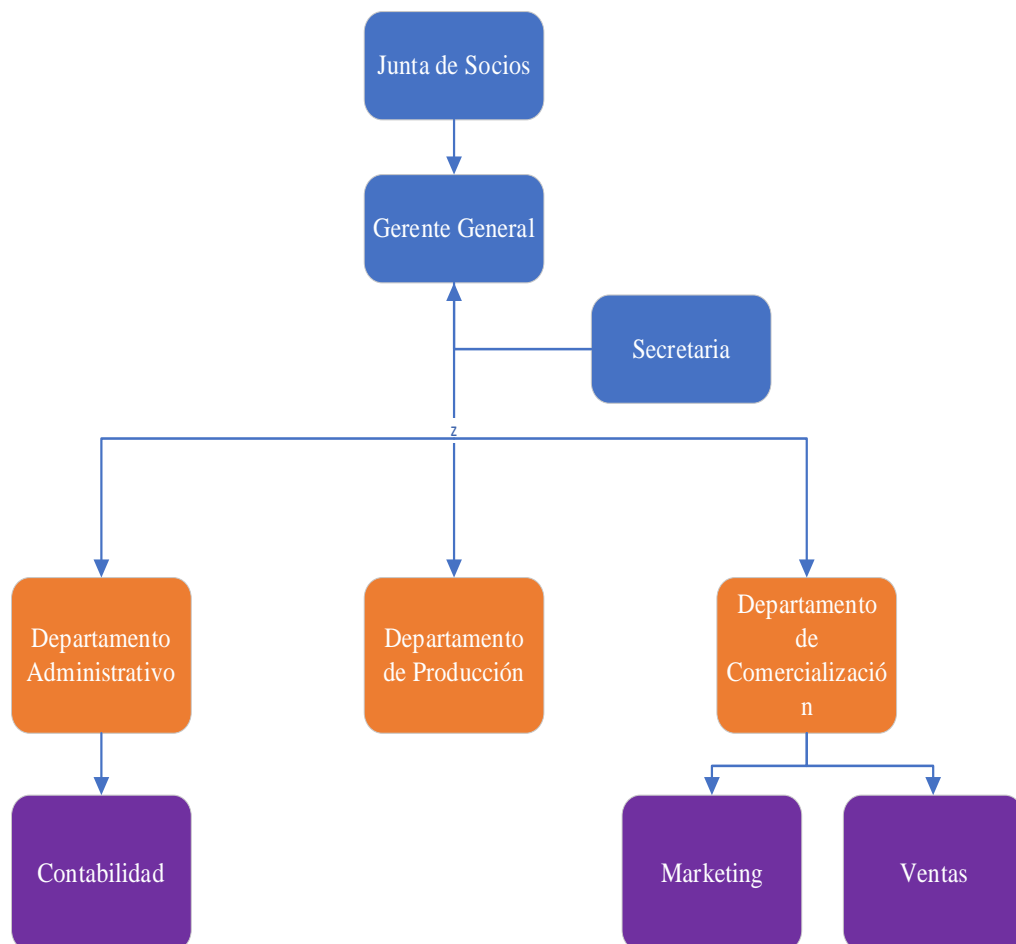 Junta de Socios
Gerente General
Secretaria
z
Departamento
Administrativo
Departamento
de Producción
Departamento
de
Comercializació
n
Contabilidad
Marketing
Ventas